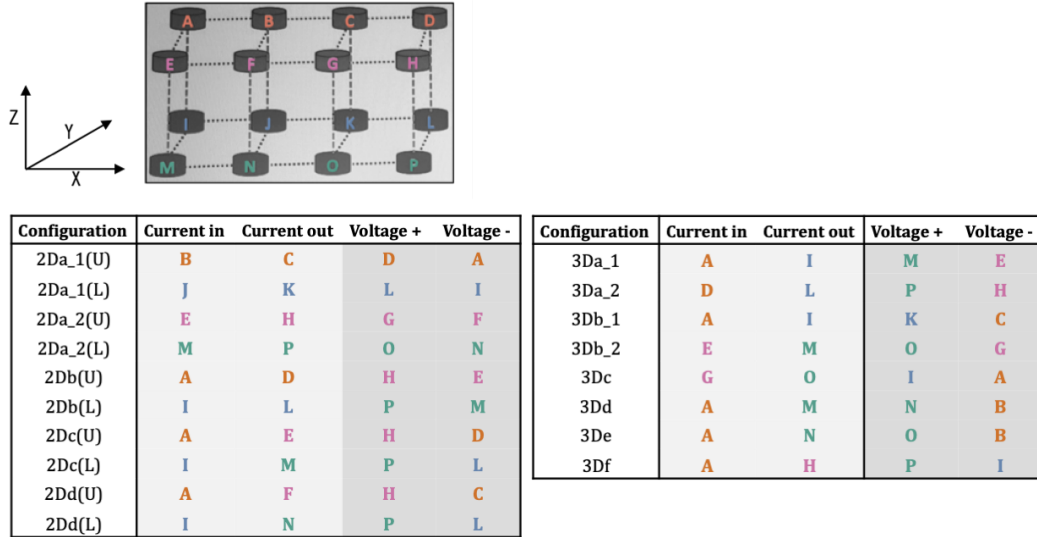 A B C D
E F G H
I J K L
M N O P
Z
Y
X
Configuration Current in Current out Voltage + Voltage -
2Da_1(U) B C D A
2Da_1(L) J K L I
2Da_2(U) E H G F
2Da_2(L) M P O N
2Db(U) A D H E
2Db(L) I L P M
2Dc(U) A E H D
2Dc(L) I M P L
2Dd(U) A F H C
2Dd(L) I N P L
Configuration Current in Current out Voltage + Voltage -
3Da_1 A I M E
3Da_2 D L P H
3Db_1 A I K C
3Db_2 E M O G
3Dc G O I A
3Dd A M N B
3De A N O B
3Df A H P I